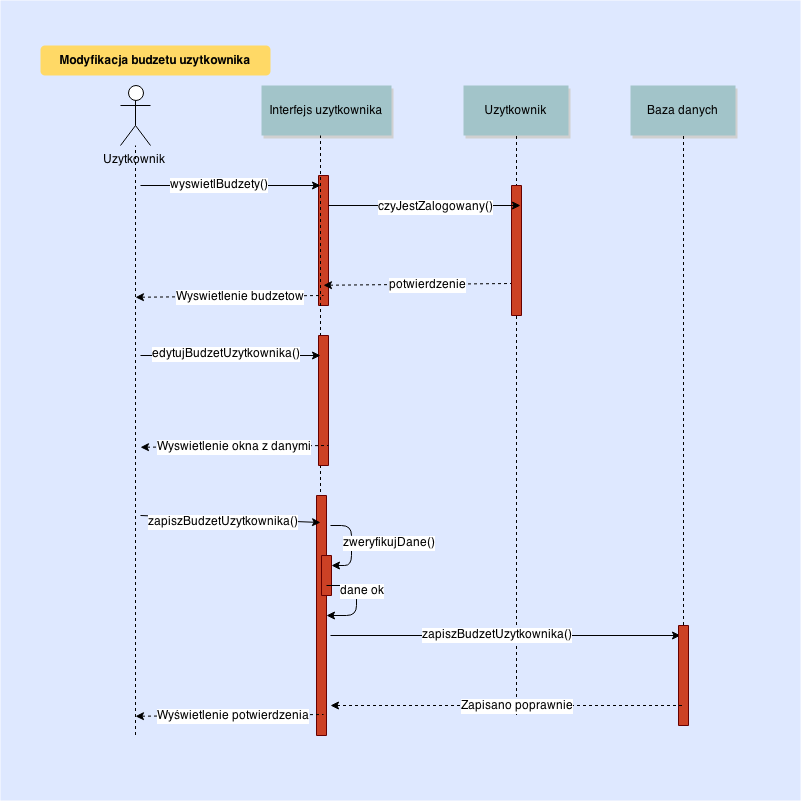 Modyfikacja budzetu uzytkownika
Interfejs uzytkownika
Uzytkownik
Baza danych
Uzytkownik
wyswietlBudzety()
czyJestZalogowany()
potwierdzenie
Wyswietlenie budzetow
edytujBudzetUzytkownika()
Wyswietlenie okna z danymi
zapiszBudzetUzytkownika()
zweryfikujDane()
dane ok
zapiszBudzetUzytkownika()
Zapisano poprawnie
Wyświetlenie potwierdzenia